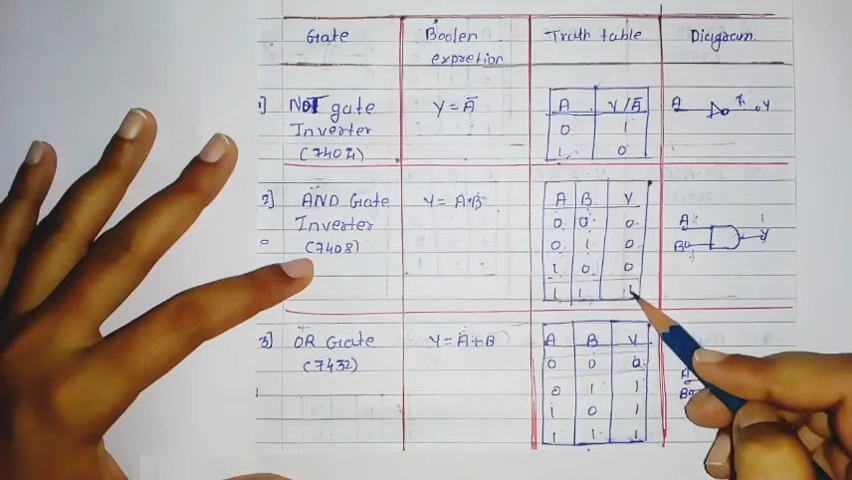 Gate Boolen Truth table Diagram
expretion
1] NOT gate Y = Ā A Y/Ā A Ā Y
Inverter 0 1
(7404) 1 0
2] AND Gate Y = A·B A B Y
Inverter 0 0 0 A Y
(7408) 0 1 0 B
1 0 0
1 1 1
3) OR Gate Y = A+B A B Y
(7432) 0 0 0 A
0 1 1 B
1 0 1
1 1 1